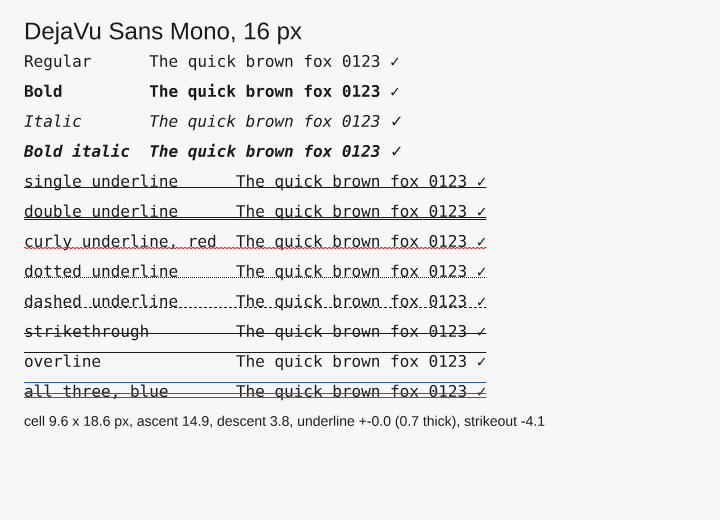 DejaVu Sans Mono, 16 px
Regular      The quick brown fox 0123 ✓
Bold         The quick brown fox 0123 ✓
Italic       The quick brown fox 0123 ✓
Bold italic  The quick brown fox 0123 ✓
single underline      The quick brown fox 0123 ✓
double underline      The quick brown fox 0123 ✓
curly underline, red  The quick brown fox 0123 ✓
dotted underline      The quick brown fox 0123 ✓
dashed underline      The quick brown fox 0123 ✓
strikethrough         The quick brown fox 0123 ✓
overline              The quick brown fox 0123 ✓
all three, blue       The quick brown fox 0123 ✓
cell 9.6 x 18.6 px, ascent 14.9, descent 3.8, underline +-0.0 (0.7 thick), strikeout -4.1